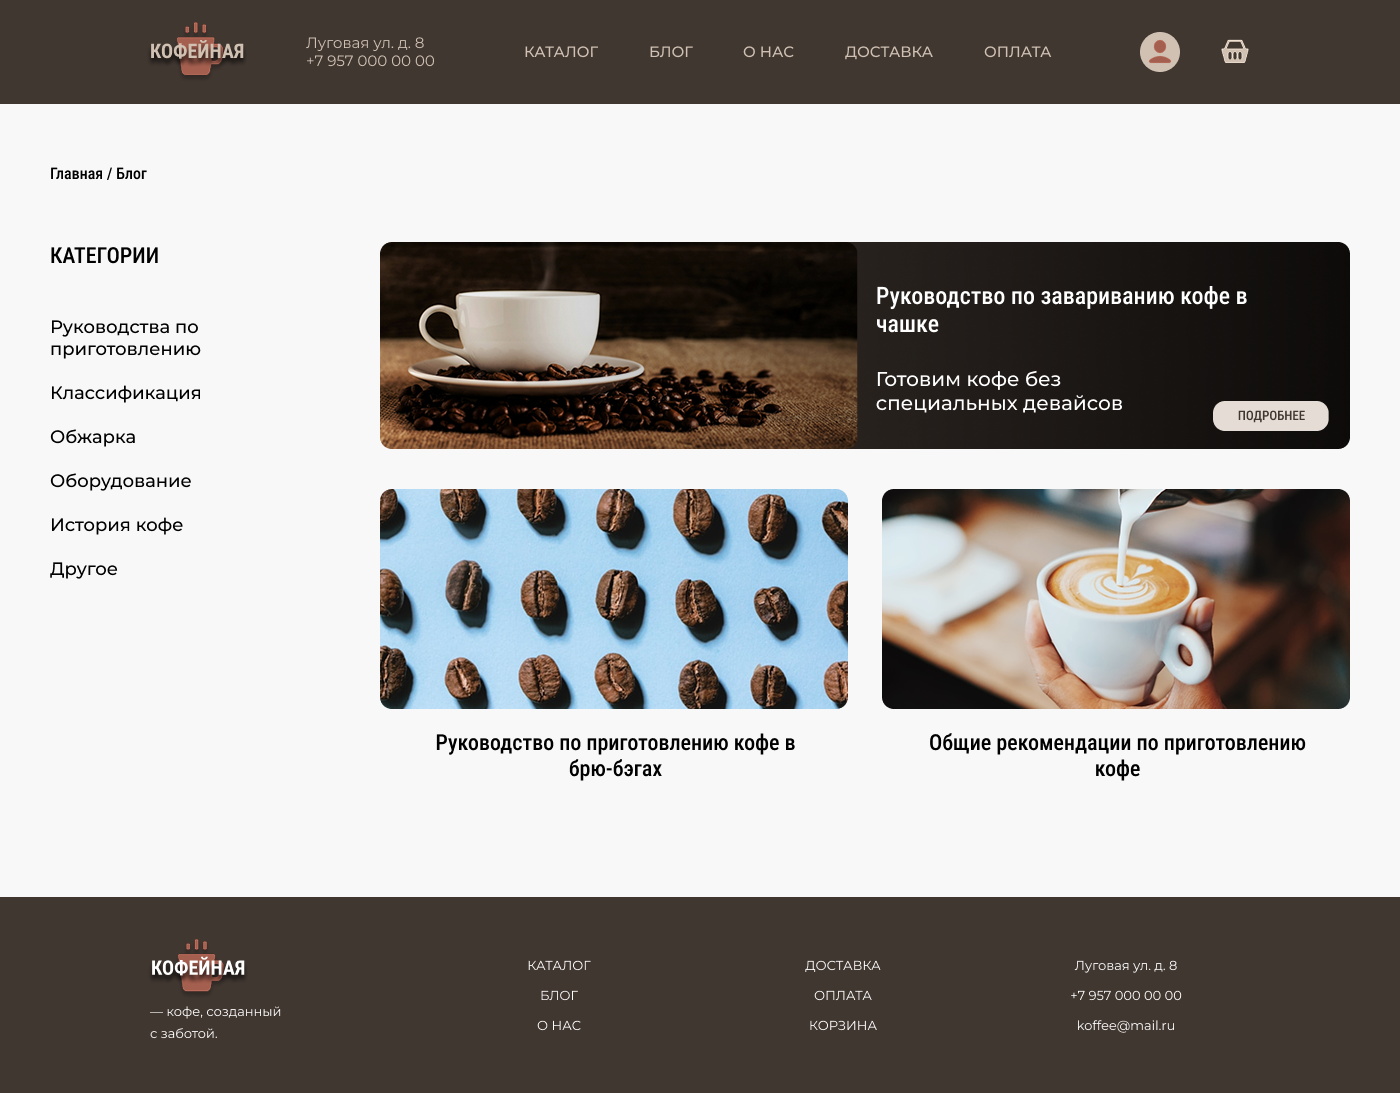 КОФЕЙНАЯ
Луговая ул. д. 8
+7 957 000 00 00
КАТАЛОГ
БЛОГ
О НАС
ДОСТАВКА
ОПЛАТА
Главная / Блог
КАТЕГОРИИ
Руководства по
приготовлению
Классификация
Обжарка
Оборудование
История кофе
Другое
Руководство по завариванию кофе в
чашке
Готовим кофе без
специальных девайсов
ПОДРОБНЕЕ
Руководство по приготовлению кофе в
брю-бэгах
Общие рекомендации по приготовлению
кофе
КОФЕЙНАЯ
— кофе, созданный
с заботой.
КАТАЛОГ
БЛОГ
О НАС
ДОСТАВКА
ОПЛАТА
КОРЗИНА
Луговая ул. д. 8
+7 957 000 00 00
koffee@mail.ru